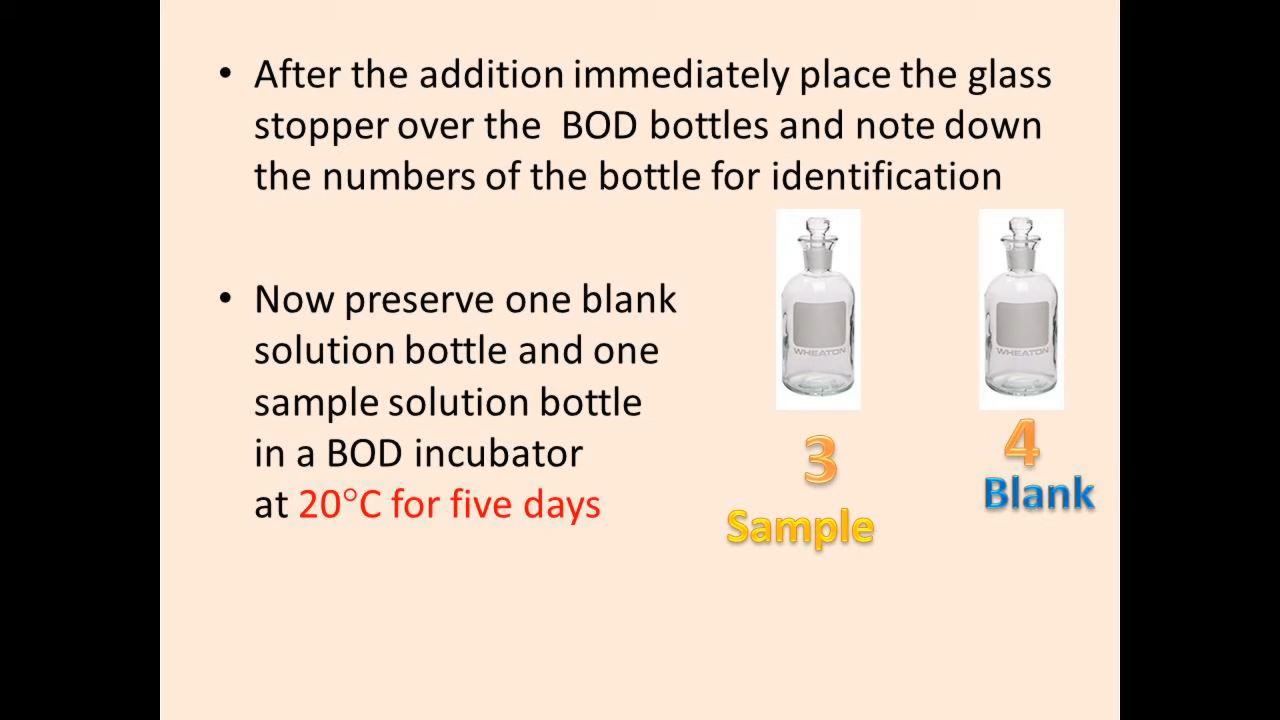 • After the addition immediately place the glass
stopper over the  BOD bottles and note down
the numbers of the bottle for identification
• Now preserve one blank
solution bottle and one
sample solution bottle
in a BOD incubator
at 20°C for five days
WHEATON
WHEATON
3
Sample
4
Blank